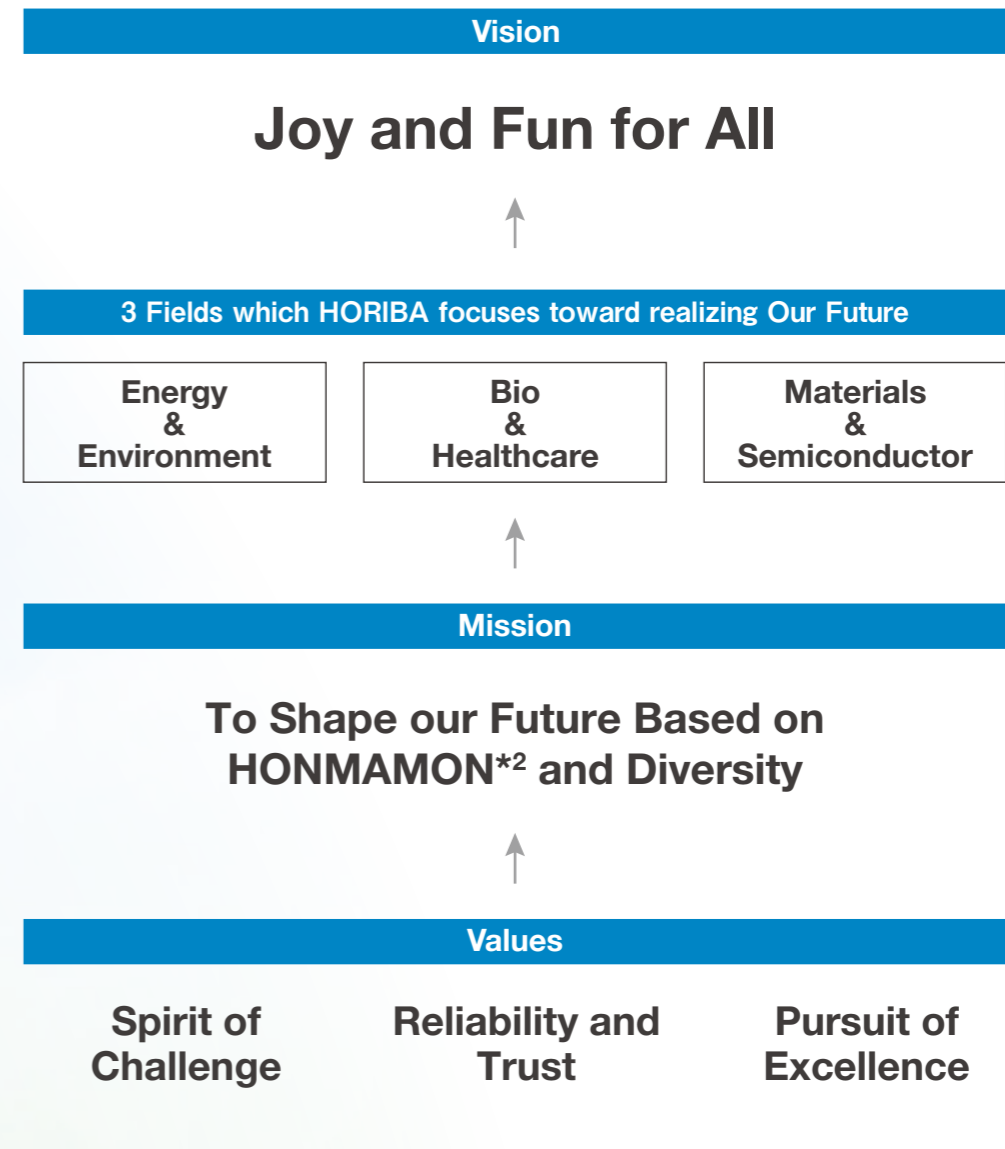 Vision
Joy and Fun for All
3 Fields which HORIBA focuses toward realizing Our Future
Energy
&
Environment
Bio
&
Healthcare
Materials
&
Semiconductor
Mission
To Shape our Future Based on
HONMAMON*2 and Diversity
Values
Spirit of
Challenge
Reliability and
Trust
Pursuit of
Excellence